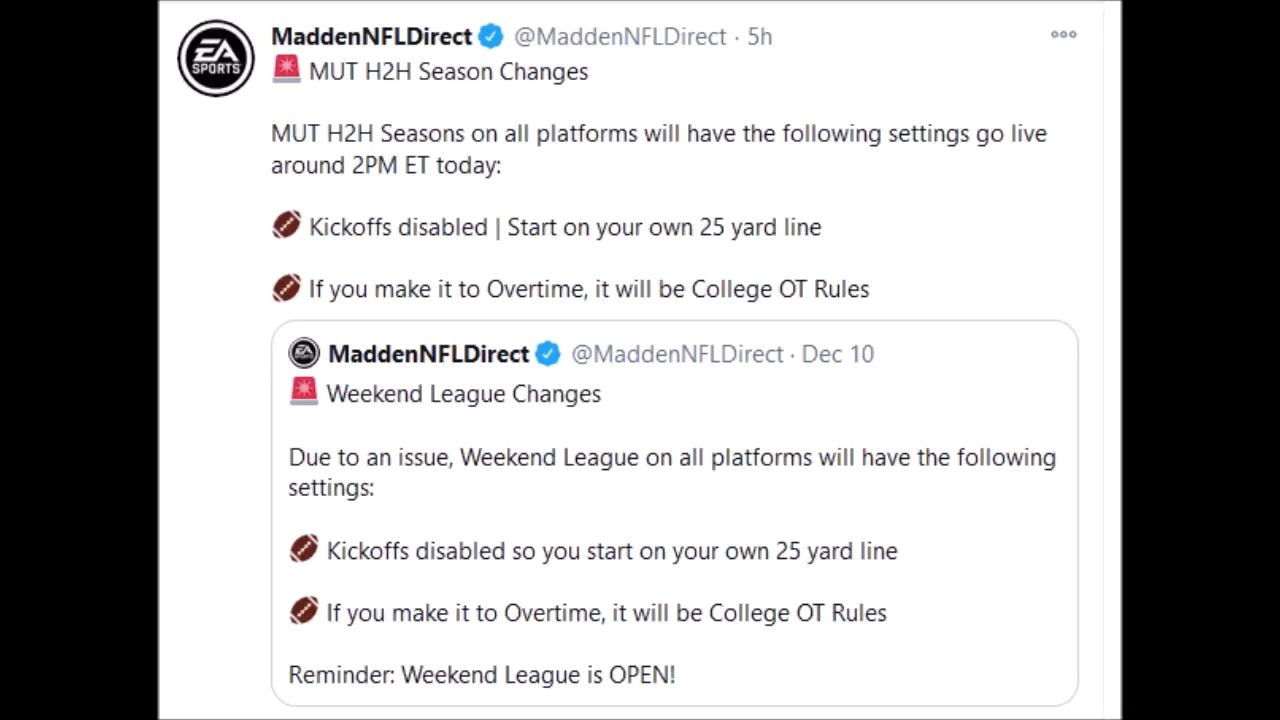 EA
SPORTS
MaddenNFLDirect @MaddenNFLDirect · 5h
🚨 MUT H2H Season Changes
MUT H2H Seasons on all platforms will have the following settings go live
around 2PM ET today:
🏈 Kickoffs disabled | Start on your own 25 yard line
🏈 If you make it to Overtime, it will be College OT Rules
MaddenNFLDirect @MaddenNFLDirect · Dec 10
🚨 Weekend League Changes
Due to an issue, Weekend League on all platforms will have the following
settings:
🏈 Kickoffs disabled so you start on your own 25 yard line
🏈 If you make it to Overtime, it will be College OT Rules
Reminder: Weekend League is OPEN!